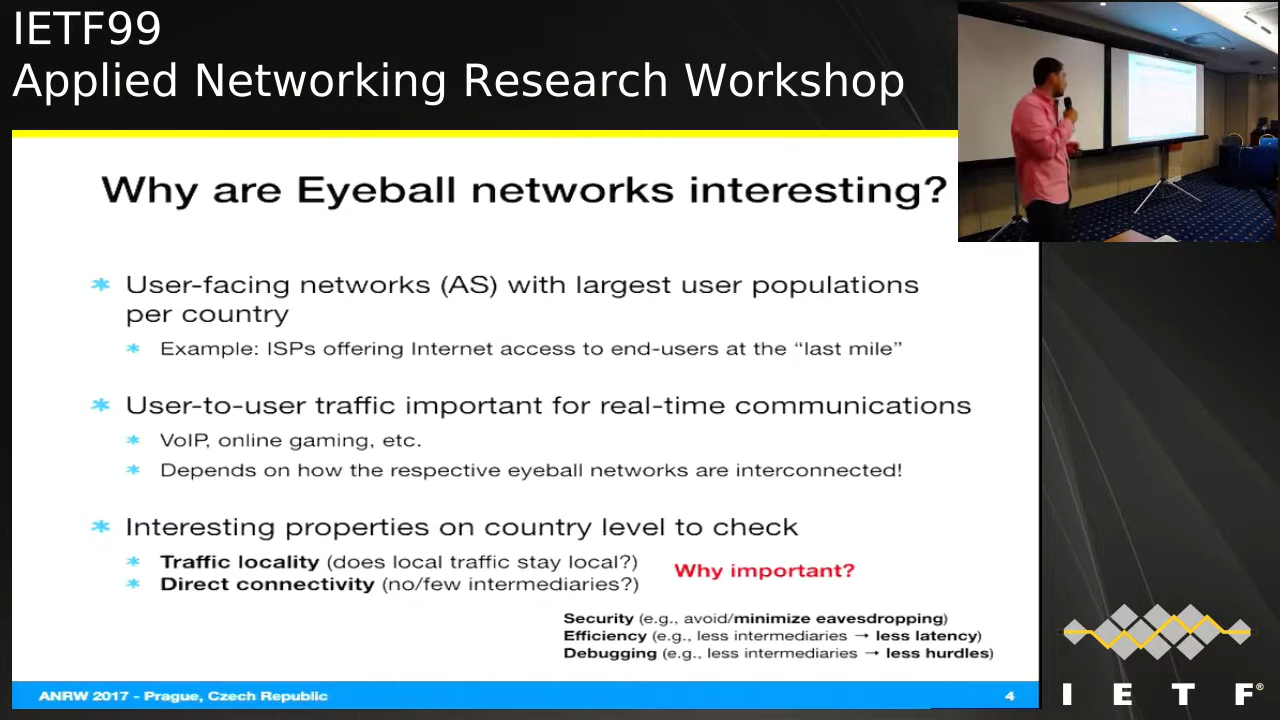 IETF99
Applied Networking Research Workshop
Why are Eyeball networks interesting?
* User-facing networks (AS) with largest user populations
per country
* Example: ISPs offering Internet access to end-users at the “last mile”
* User-to-user traffic important for real-time communications
* VoIP, online gaming, etc.
* Depends on how the respective eyeball networks are interconnected!
* Interesting properties on country level to check
* Traffic locality (does local traffic stay local?)
* Direct connectivity (no/few intermediaries?)
Why important?
Security (e.g., avoid/minimize eavesdropping)
Efficiency (e.g., less intermediaries → less latency)
Debugging (e.g., less intermediaries → less hurdles)
ANRW 2017 - Prague, Czech Republic
4
I E T F®